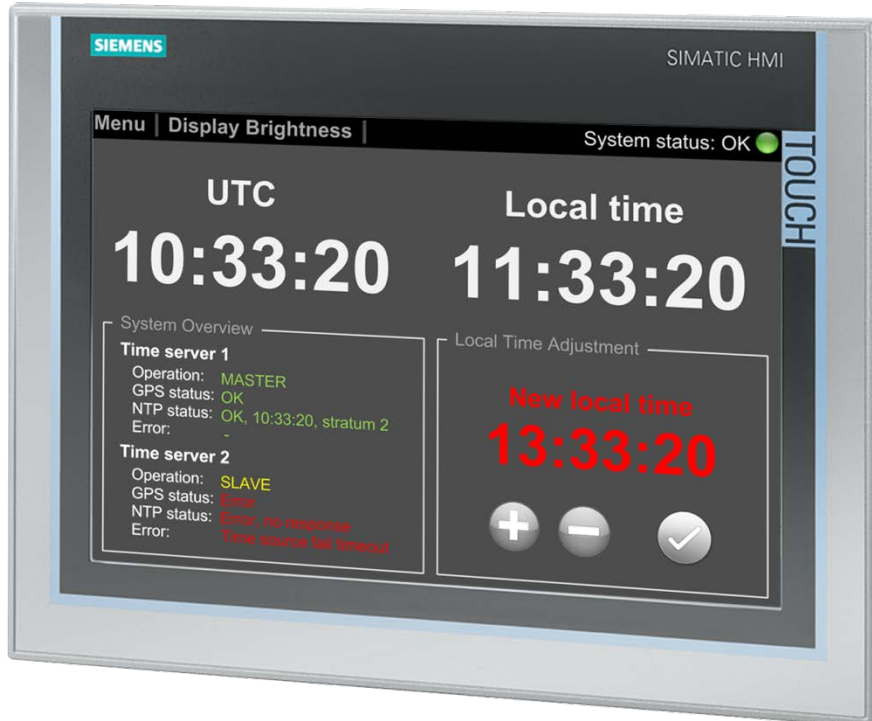 SIEMENS
SIMATIC HMI
TOUCH
Menu | Display Brightness |
System status: OK
UTC
Local time
10:33:20
11:33:20
System Overview
Time server 1
Operation: MASTER
GPS status: OK
NTP status: OK, 10:33:20, stratum 2
Error: -
Time server 2
Operation: SLAVE
GPS status: Error
NTP status: Error, no response
Error: Time source fail timeout
Local Time Adjustment
New local time
13:33:20